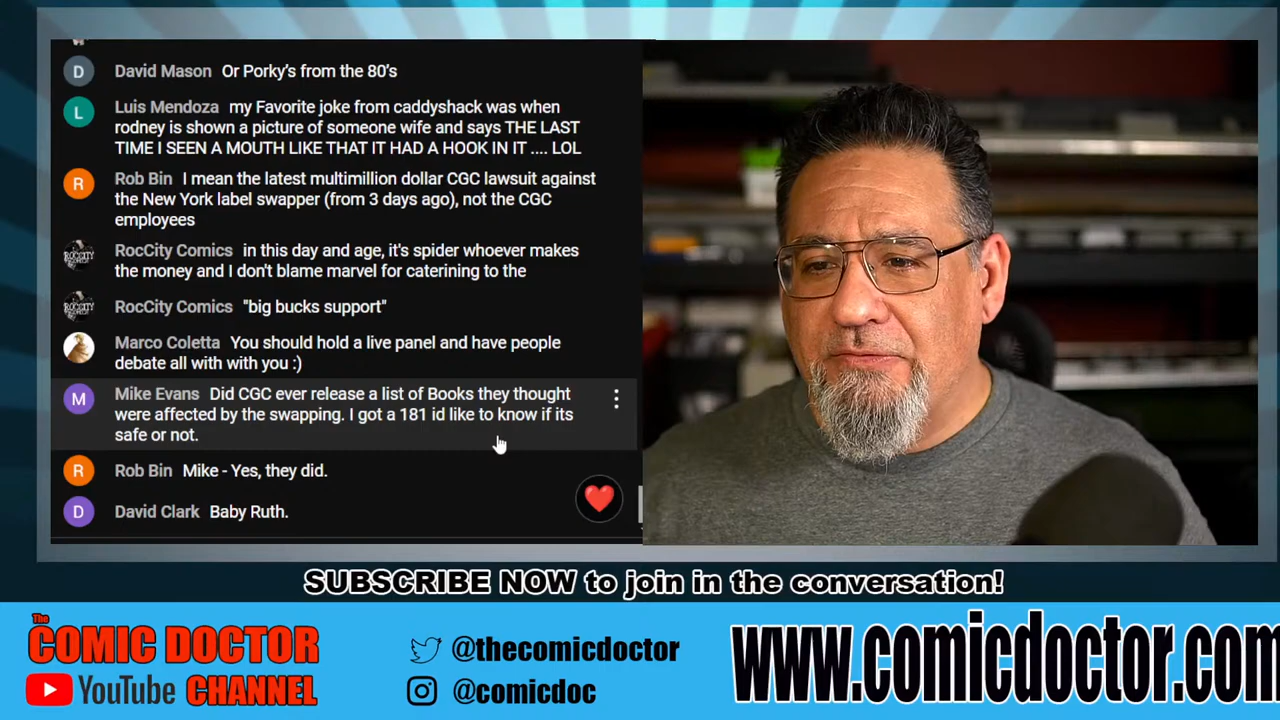 D David Mason Or Porky's from the 80's
L Luis Mendoza my Favorite joke from caddyshack was when
rodney is shown a picture of someone wife and says THE LAST
TIME I SEEN A MOUTH LIKE THAT IT HAD A HOOK IN IT .... LOL
R Rob Bin I mean the latest multimillion dollar CGC lawsuit against
the New York label swapper (from 3 days ago), not the CGC
employees
ROCCITY RocCity Comics in this day and age, it's spider whoever makes
the money and I don't blame marvel for caterining to the
ROCCITY RocCity Comics "big bucks support"
Marco Coletta You should hold a live panel and have people
debate all with with you :)
M Mike Evans Did CGC ever release a list of Books they thought
were affected by the swapping. I got a 181 id like to know if its
safe or not.
R Rob Bin Mike - Yes, they did.
D David Clark Baby Ruth.
SUBSCRIBE NOW to join in the conversation!
The
COMIC DOCTOR
YouTube CHANNEL
@thecomicdoctor
@comicdoc
www.comicdoctor.com